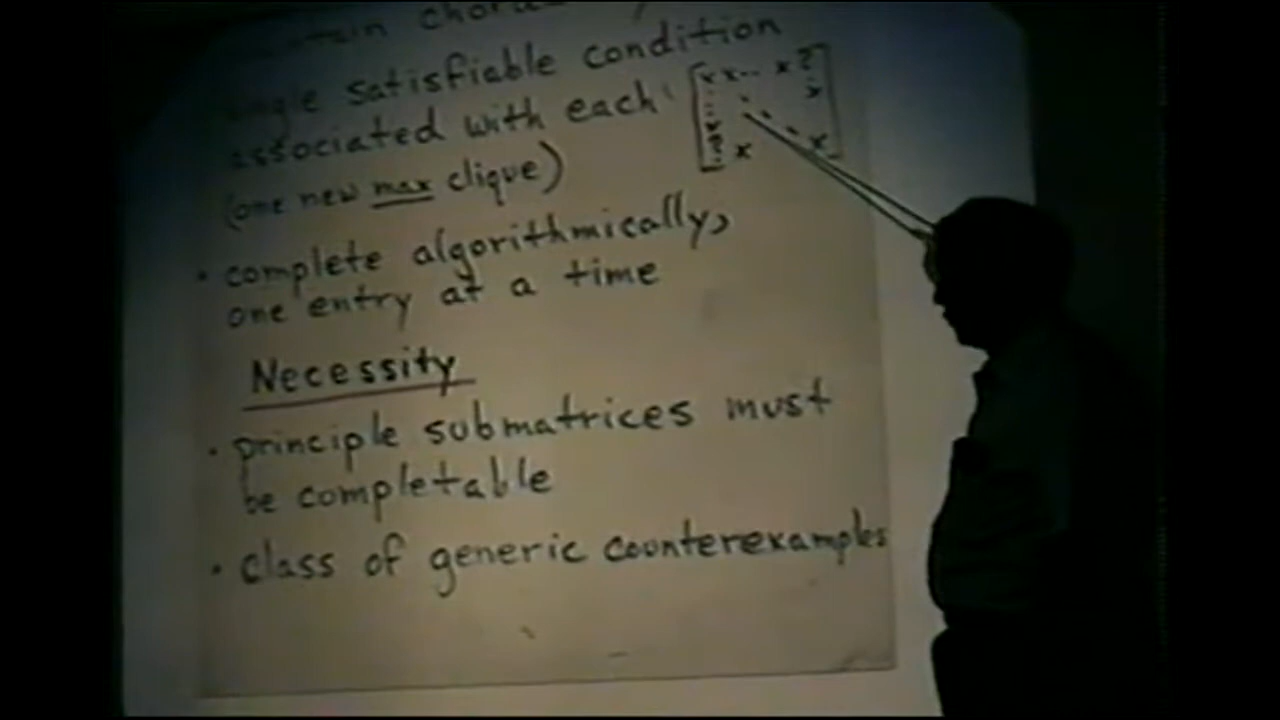 satisfiable condition
associated with each
(one new max clique)
[x x .. x ?
: x
x
? x x]
• complete algorithmically,
one entry at a time
Necessity
• principle submatrices must
be completable
• class of generic counterexamples